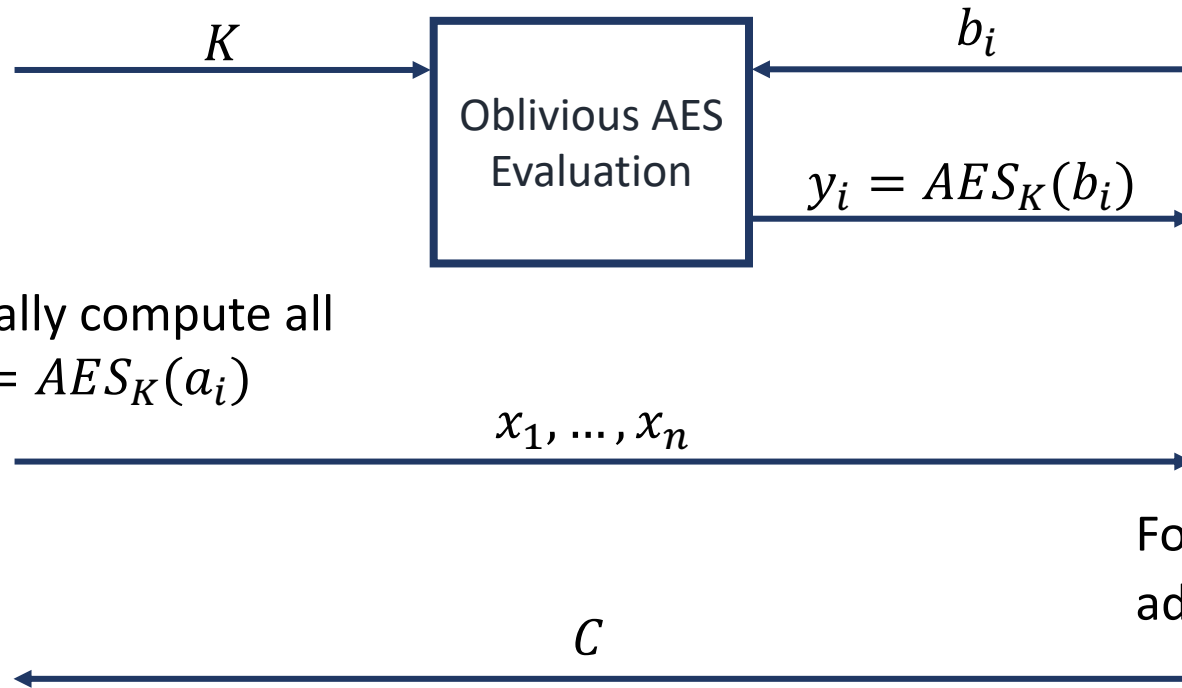 K
b_i
Oblivious AES
Evaluation
y_i = AES_K(b_i)
ally compute all
= AES_K(a_i)
x_1, … , x_n
Fo
ad
C